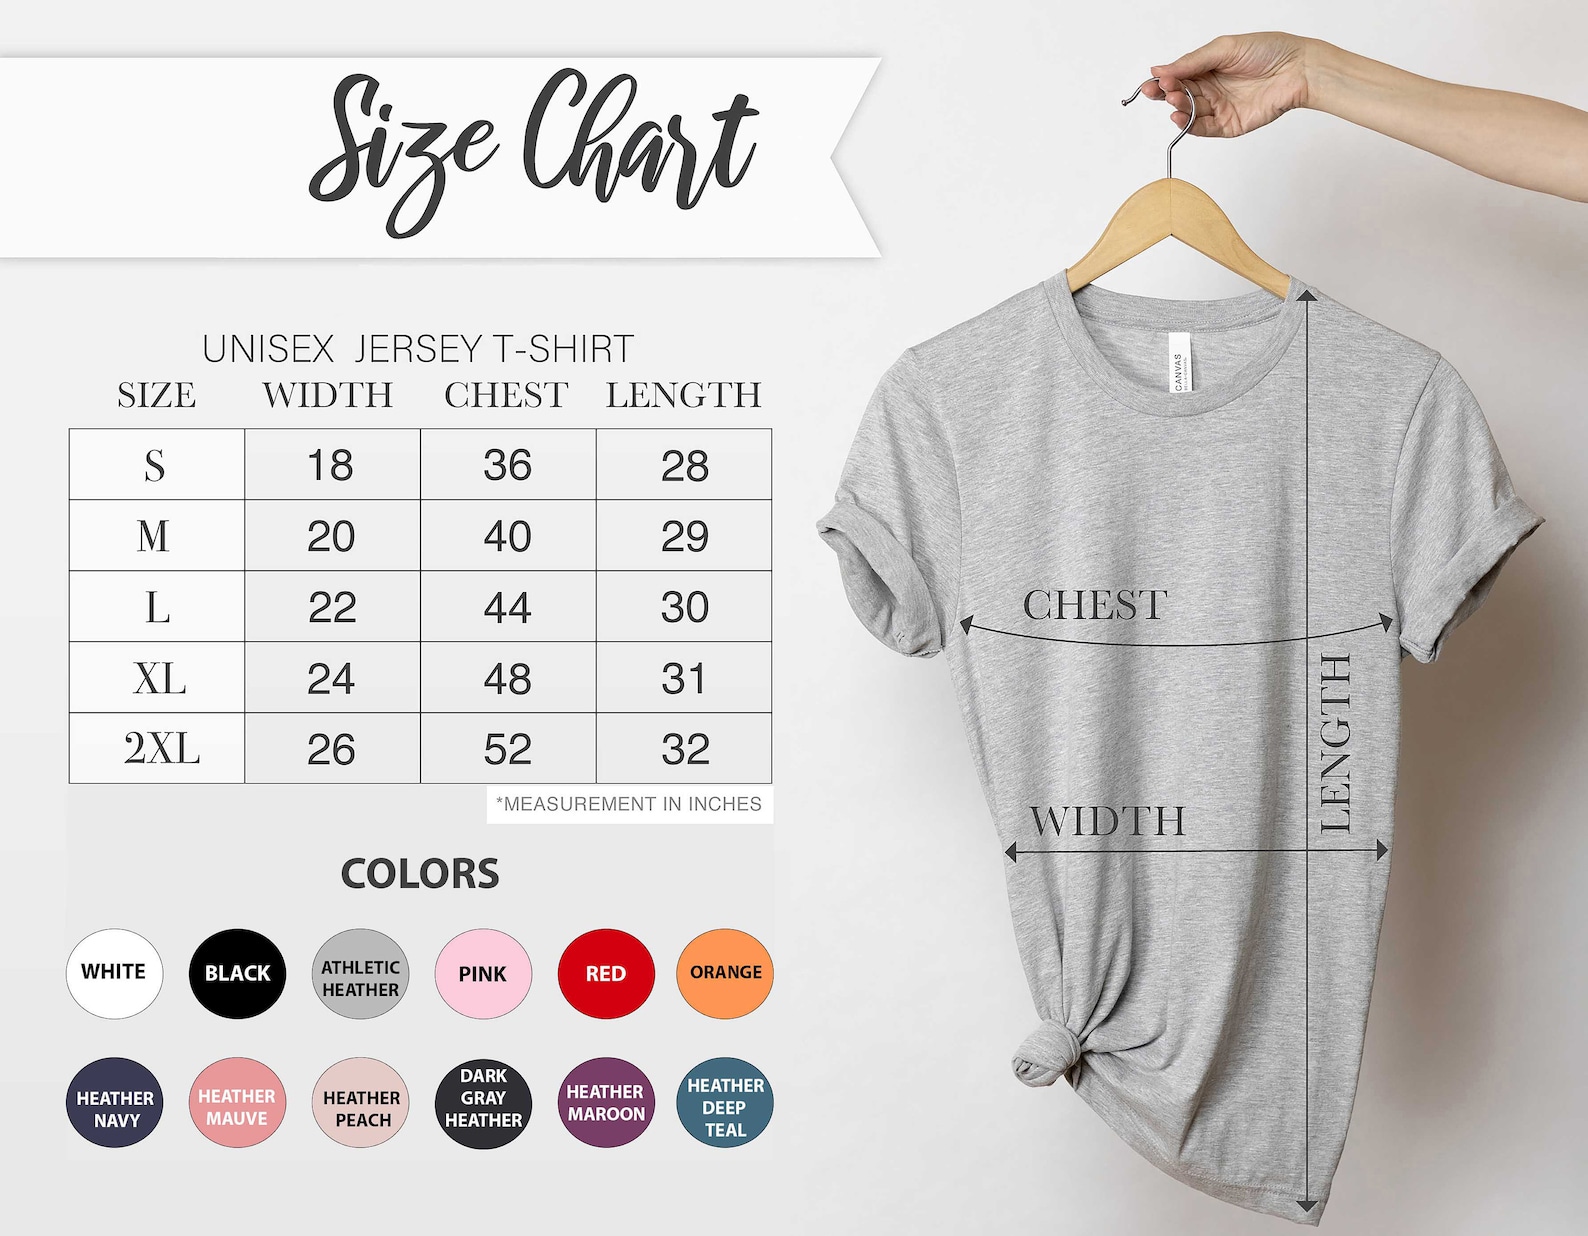 Size Chart
UNISEX JERSEY T-SHIRT
SIZE WIDTH CHEST LENGTH
S 18 36 28
M 20 40 29
L 22 44 30
XL 24 48 31
2XL 26 52 32
*MEASUREMENT IN INCHES
COLORS
WHITE
BLACK
ATHLETIC
HEATHER
PINK
RED
ORANGE
HEATHER
NAVY
HEATHER
MAUVE
HEATHER
PEACH
DARK
GRAY
HEATHER
HEATHER
MAROON
HEATHER
DEEP
TEAL
CANVAS
CHEST
LENGTH
WIDTH